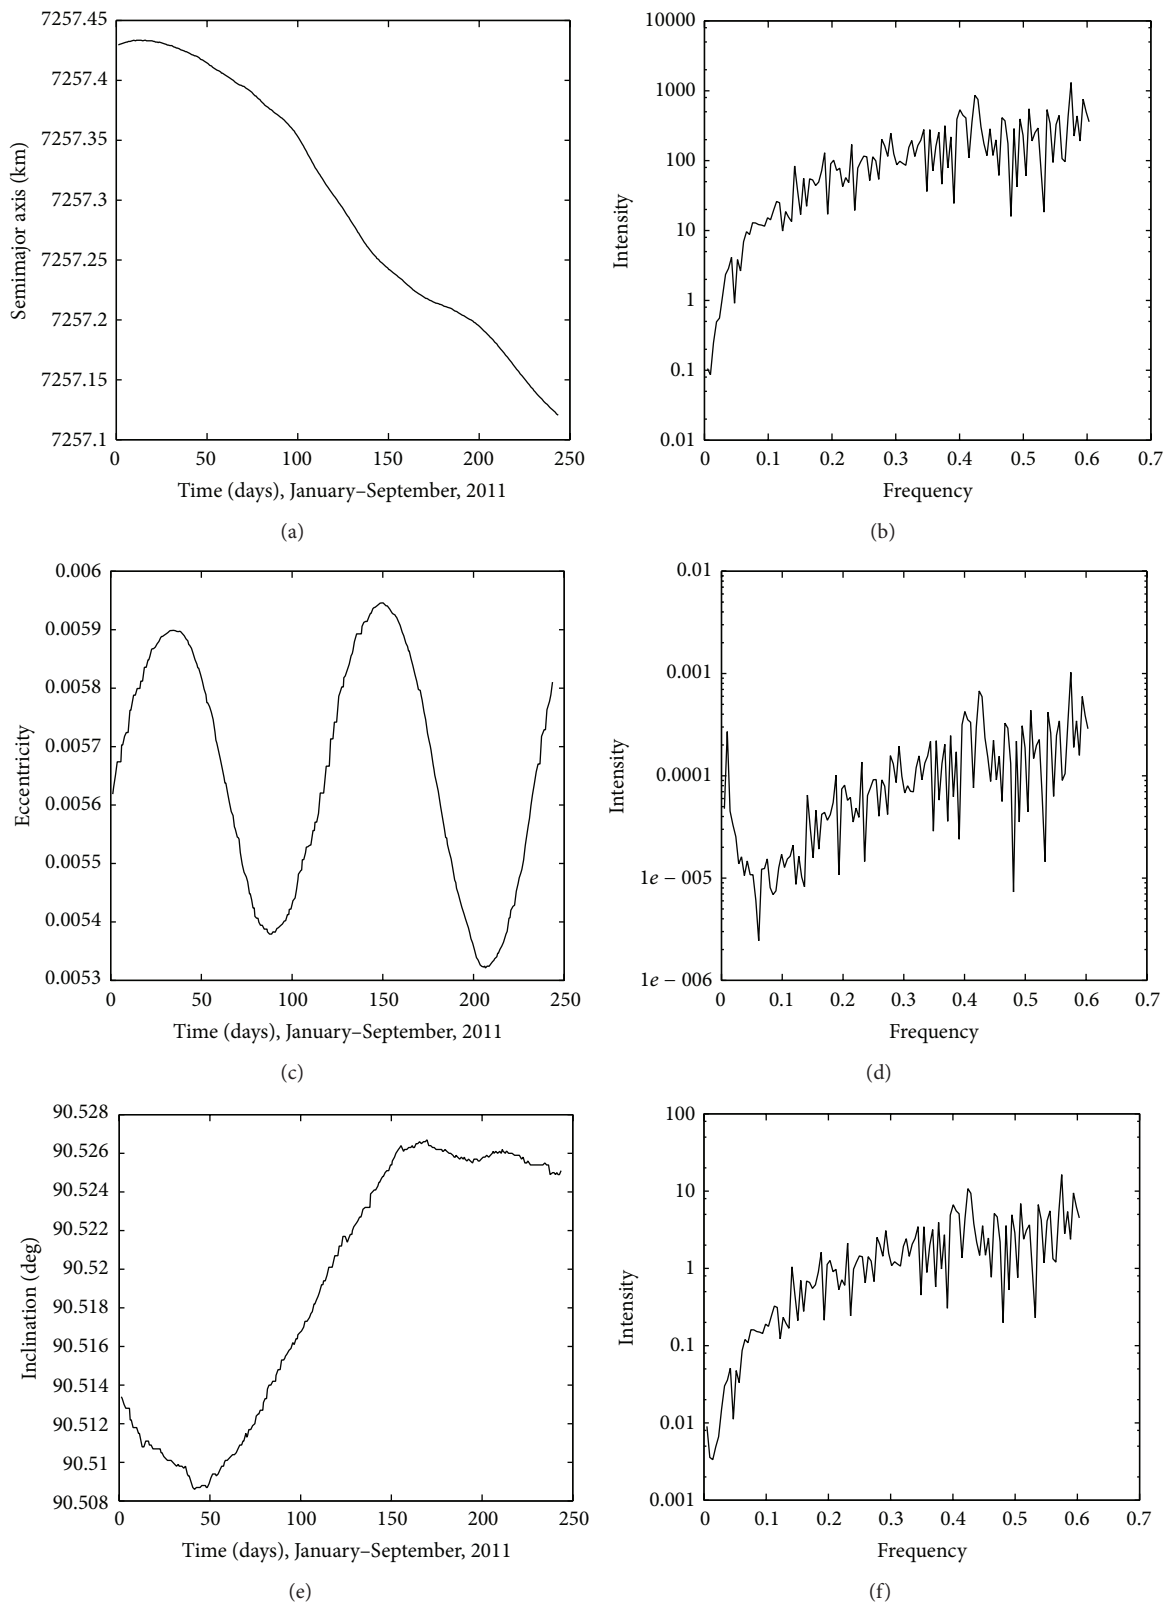 7257.45
7257.4
7257.35
7257.3
7257.25
7257.2
7257.15
7257.1
Semimajor axis (km)
0 50 100 150 200 250
Time (days), January–September, 2011
(a)
10000
1000
100
10
1
0.1
0.01
Intensity
0 0.1 0.2 0.3 0.4 0.5 0.6 0.7
Frequency
(b)
0.006
0.0059
0.0058
0.0057
0.0056
0.0055
0.0054
0.0053
Eccentricity
0 50 100 150 200 250
Time (days), January–September, 2011
(c)
0.01
0.001
0.0001
1e − 005
1e − 006
Intensity
0 0.1 0.2 0.3 0.4 0.5 0.6 0.7
Frequency
(d)
90.528
90.526
90.524
90.522
90.52
90.518
90.516
90.514
90.512
90.51
90.508
Inclination (deg)
0 50 100 150 200 250
Time (days), January–September, 2011
(e)
100
10
1
0.1
0.01
0.001
Intensity
0 0.1 0.2 0.3 0.4 0.5 0.6 0.7
Frequency
(f)